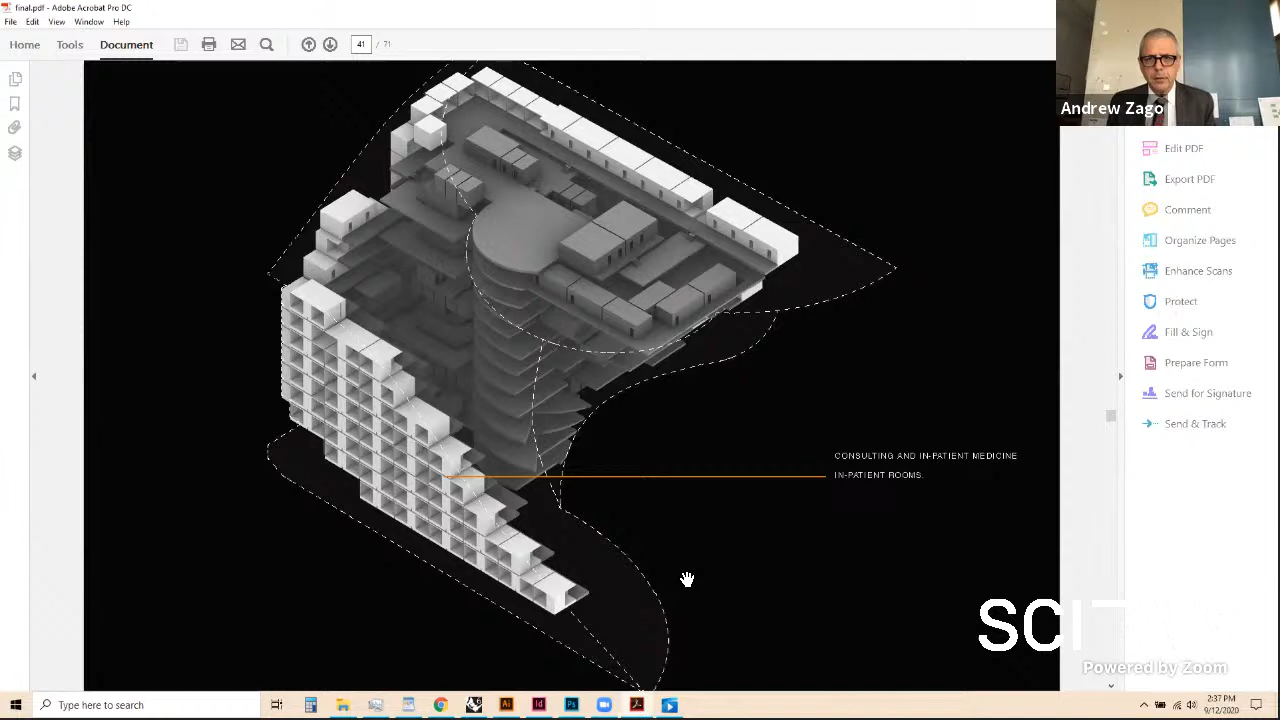 final.pdf - Adobe Acrobat Pro DC
File Edit View Window Help
Home Tools Document 41 / 71
Andrew Zago
Edit PDF
Export PDF
Comment
Organize Pages
Enhance Scans
Protect
Fill & Sign
Prepare Form
Send for Signature
Send & Track
CONSULTING AND IN-PATIENT MEDICINE
IN-PATIENT ROOMS.
SCI
Powered by Zoom
Type here to search
Ai Id Ps
2:37 PM
9/12/2020